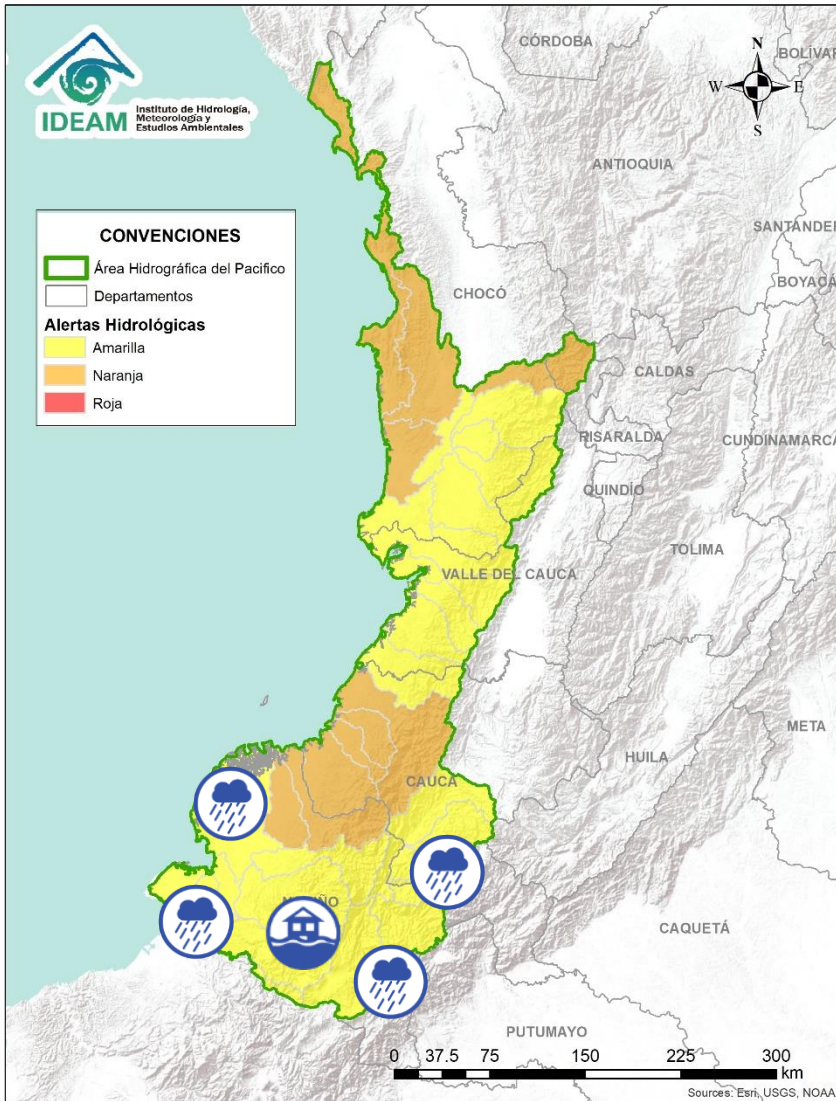 IDEAM
Instituto de Hidrología,
Meteorología y
Estudios Ambientales
CÓRDOBA
BOLÍVAR
N
W
E
S
ANTIOQUIA
SANTANDER
BOYACÁ
CONVENCIONES
Área Hidrográfica del Pacifico
Departamentos
Alertas Hidrológicas
Amarilla
Naranja
Roja
CHOCÓ
CALDAS
RISARALDA
CUNDINAMARCA
QUINDÍO
TOLIMA
VALLE DEL CAUCA
META
HUILA
CAUCA
CAQUETÁ
PUTUMAYO
0 37.5 75 150 225 300
km
Sources: Esri, USGS, NOAA